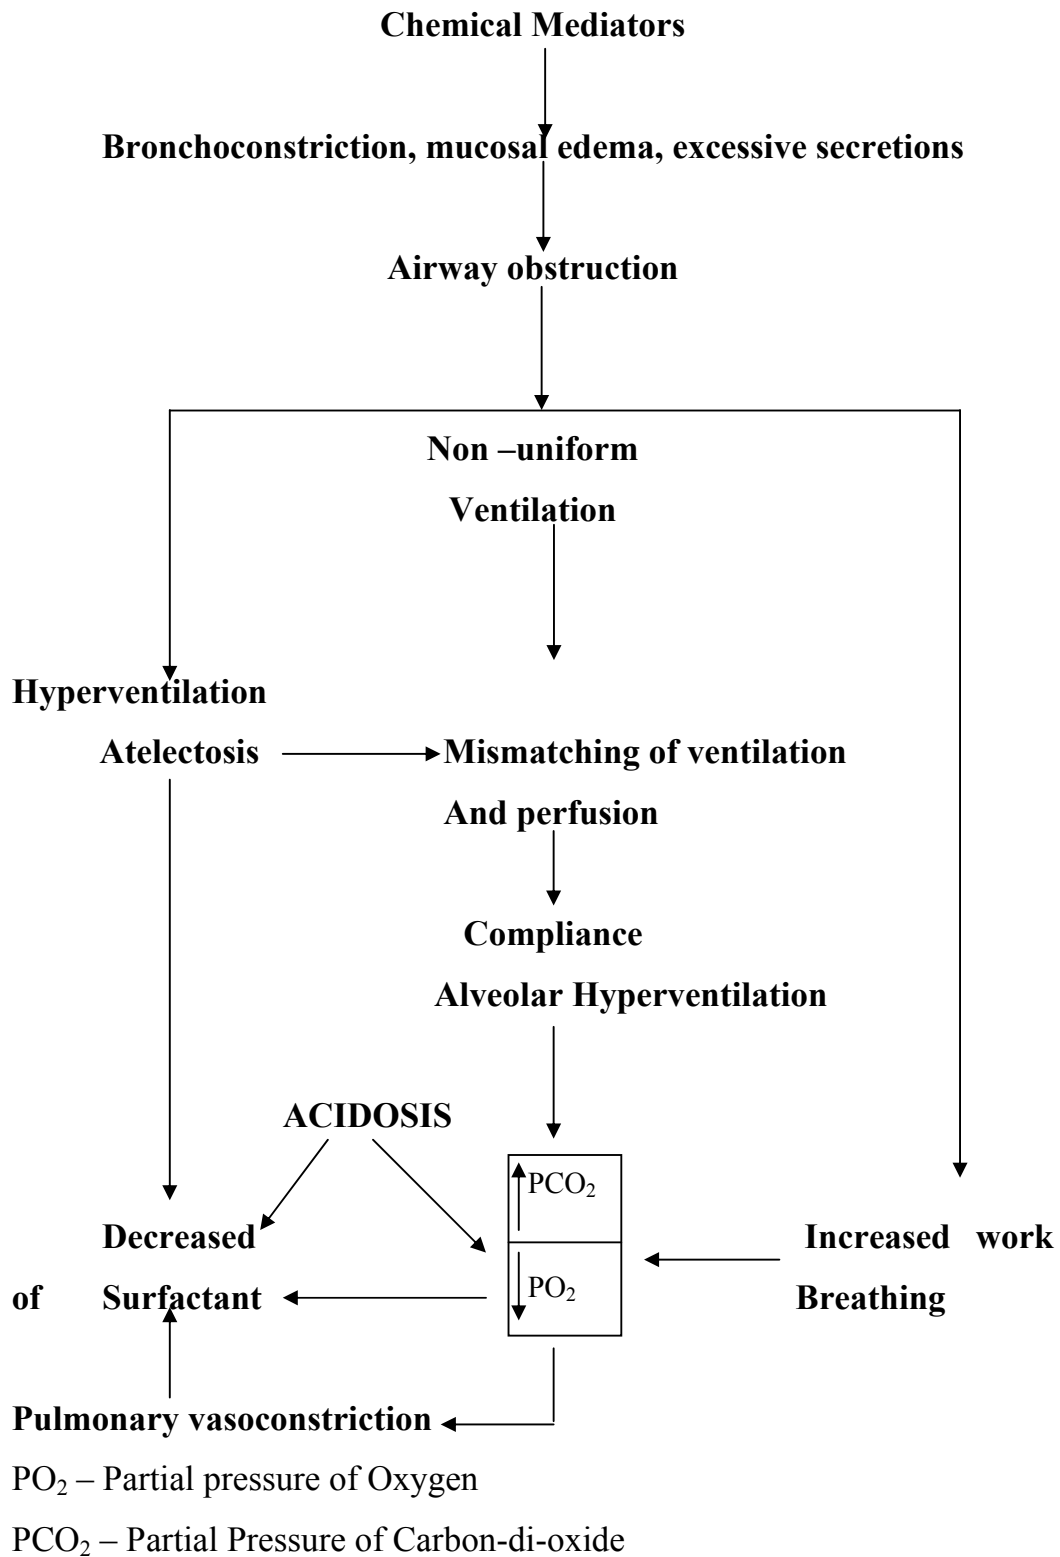 Chemical Mediators
Bronchoconstriction, mucosal edema, excessive secretions
Airway obstruction
Non –uniform
Ventilation
Hyperventilation
Atelectosis Mismatching of ventilation
And perfusion
Compliance
Alveolar Hyperventilation
ACIDOSIS
PCO₂
Decreased Increased work
PO₂
of Surfactant Breathing
Pulmonary vasoconstriction
PO₂ – Partial pressure of Oxygen
PCO₂ – Partial Pressure of Carbon-di-oxide